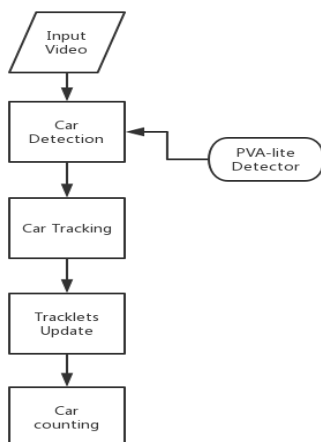 Input
Video
Car
Detection
PVA-lite
Detector
Car Tracking
Tracklets
Update
Car
counting